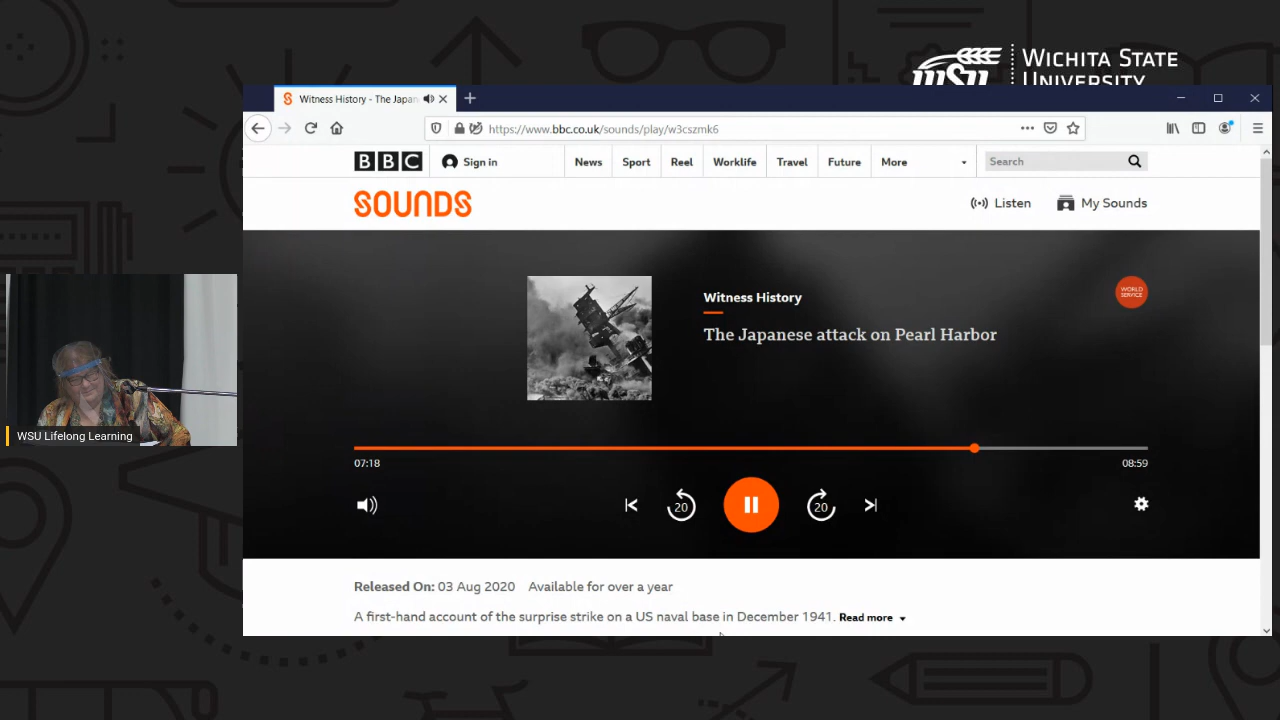 WICHITA STATE
UNIVERSITY
WSU
Witness History - The Japan
https://www.bbc.co.uk/sounds/play/w3cszmk6
BBC
Sign in
News
Sport
Reel
Worklife
Travel
Future
More
Search
SOUNDS
Listen
My Sounds
Witness History
WORLD
SERVICE
The Japanese attack on Pearl Harbor
07:18
08:59
20
20
Released On: 03 Aug 2020 Available for over a year
A first-hand account of the surprise strike on a US naval base in December 1941. Read more
WSU Lifelong Learning